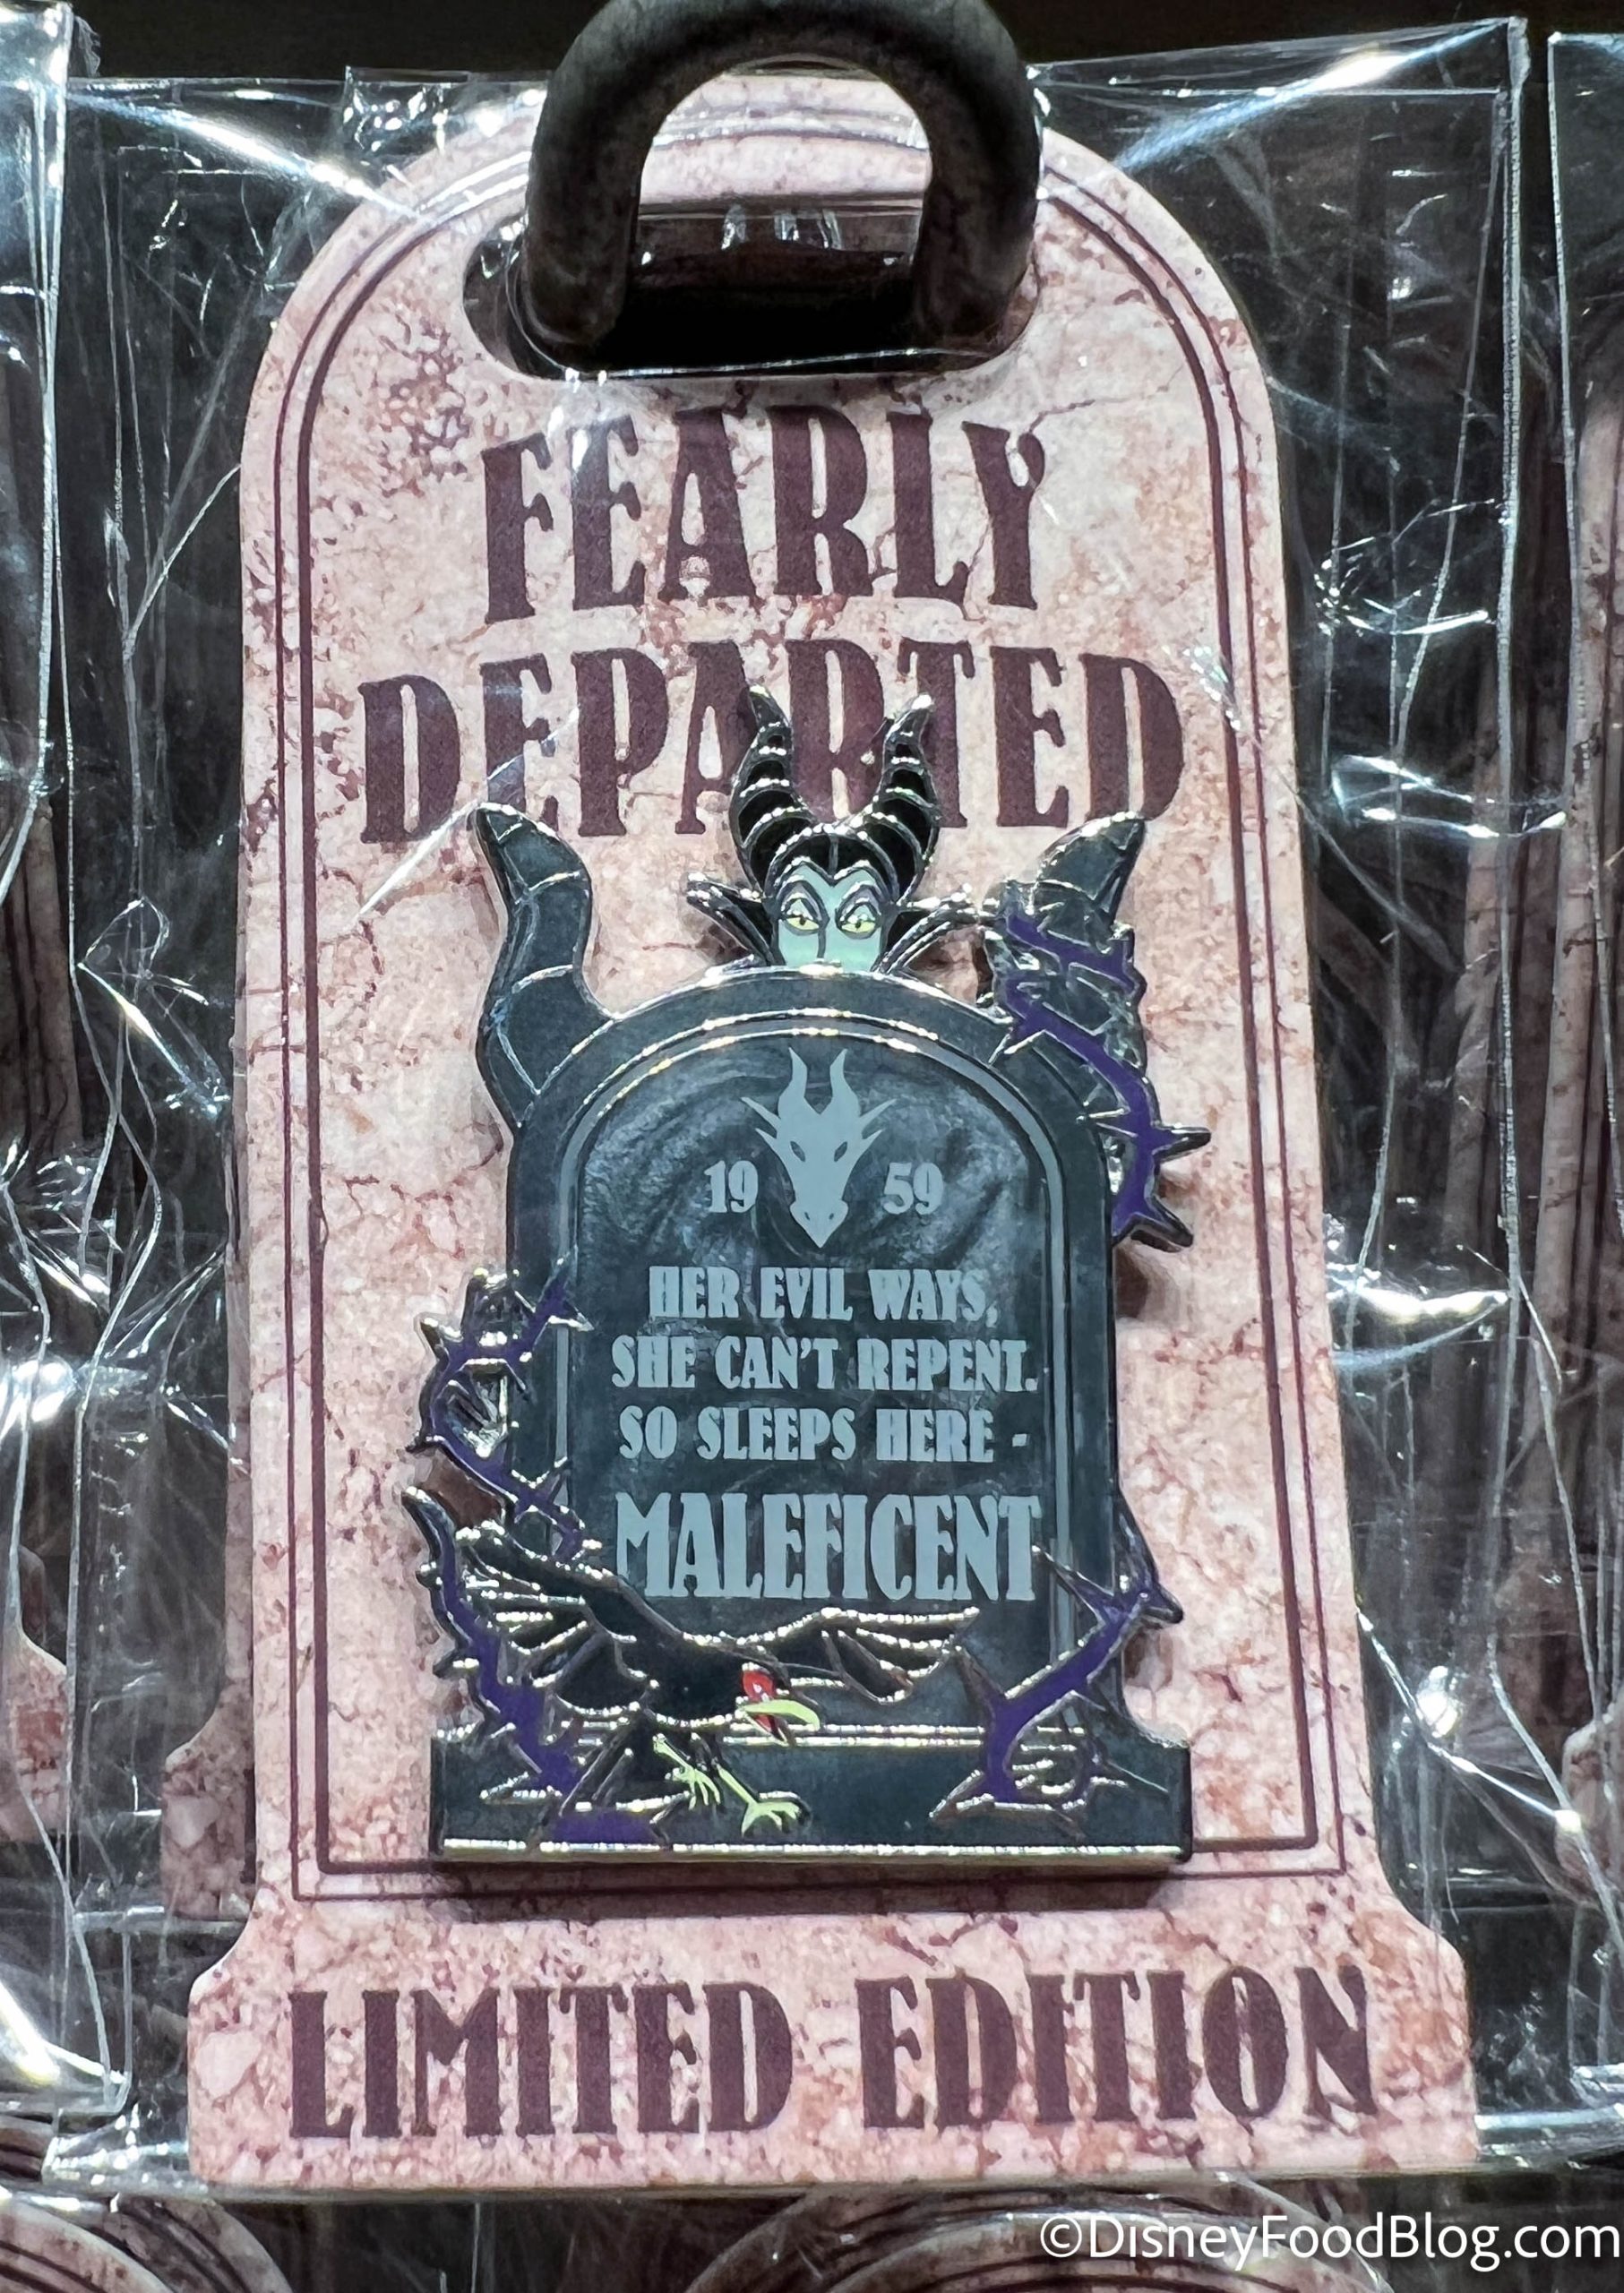 FEARLY
DEPARTED
19 59
HER EVIL WAYS,
SHE CAN'T REPENT.
SO SLEEPS HERE -
MALEFICENT
LIMITED EDITION
©DisneyFoodBlog.com